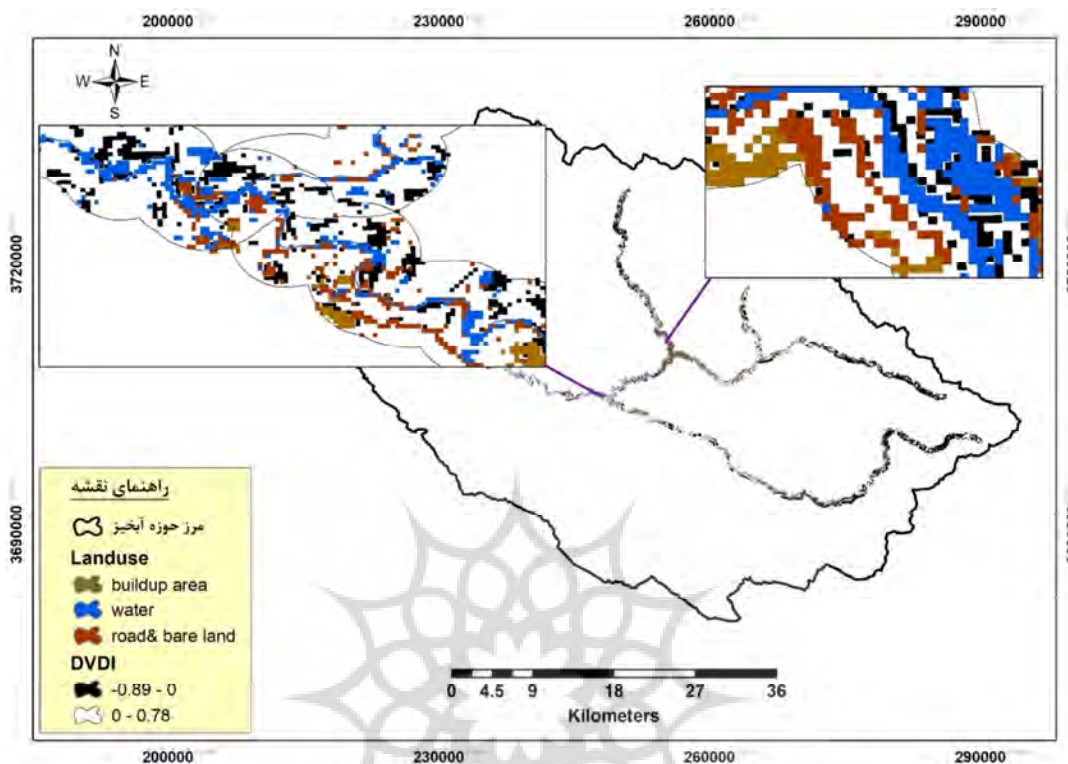 200000 230000 260000 290000
N
W E
S
3720000
3690000
راهنمای نقشه
مرز حوزه آبخیز
Landuse
buildup area
water
road& bare land
DVDI
-0.89 - 0
0 - 0.78
0 4.5 9 18 27 36
Kilometers
200000 230000 260000 290000